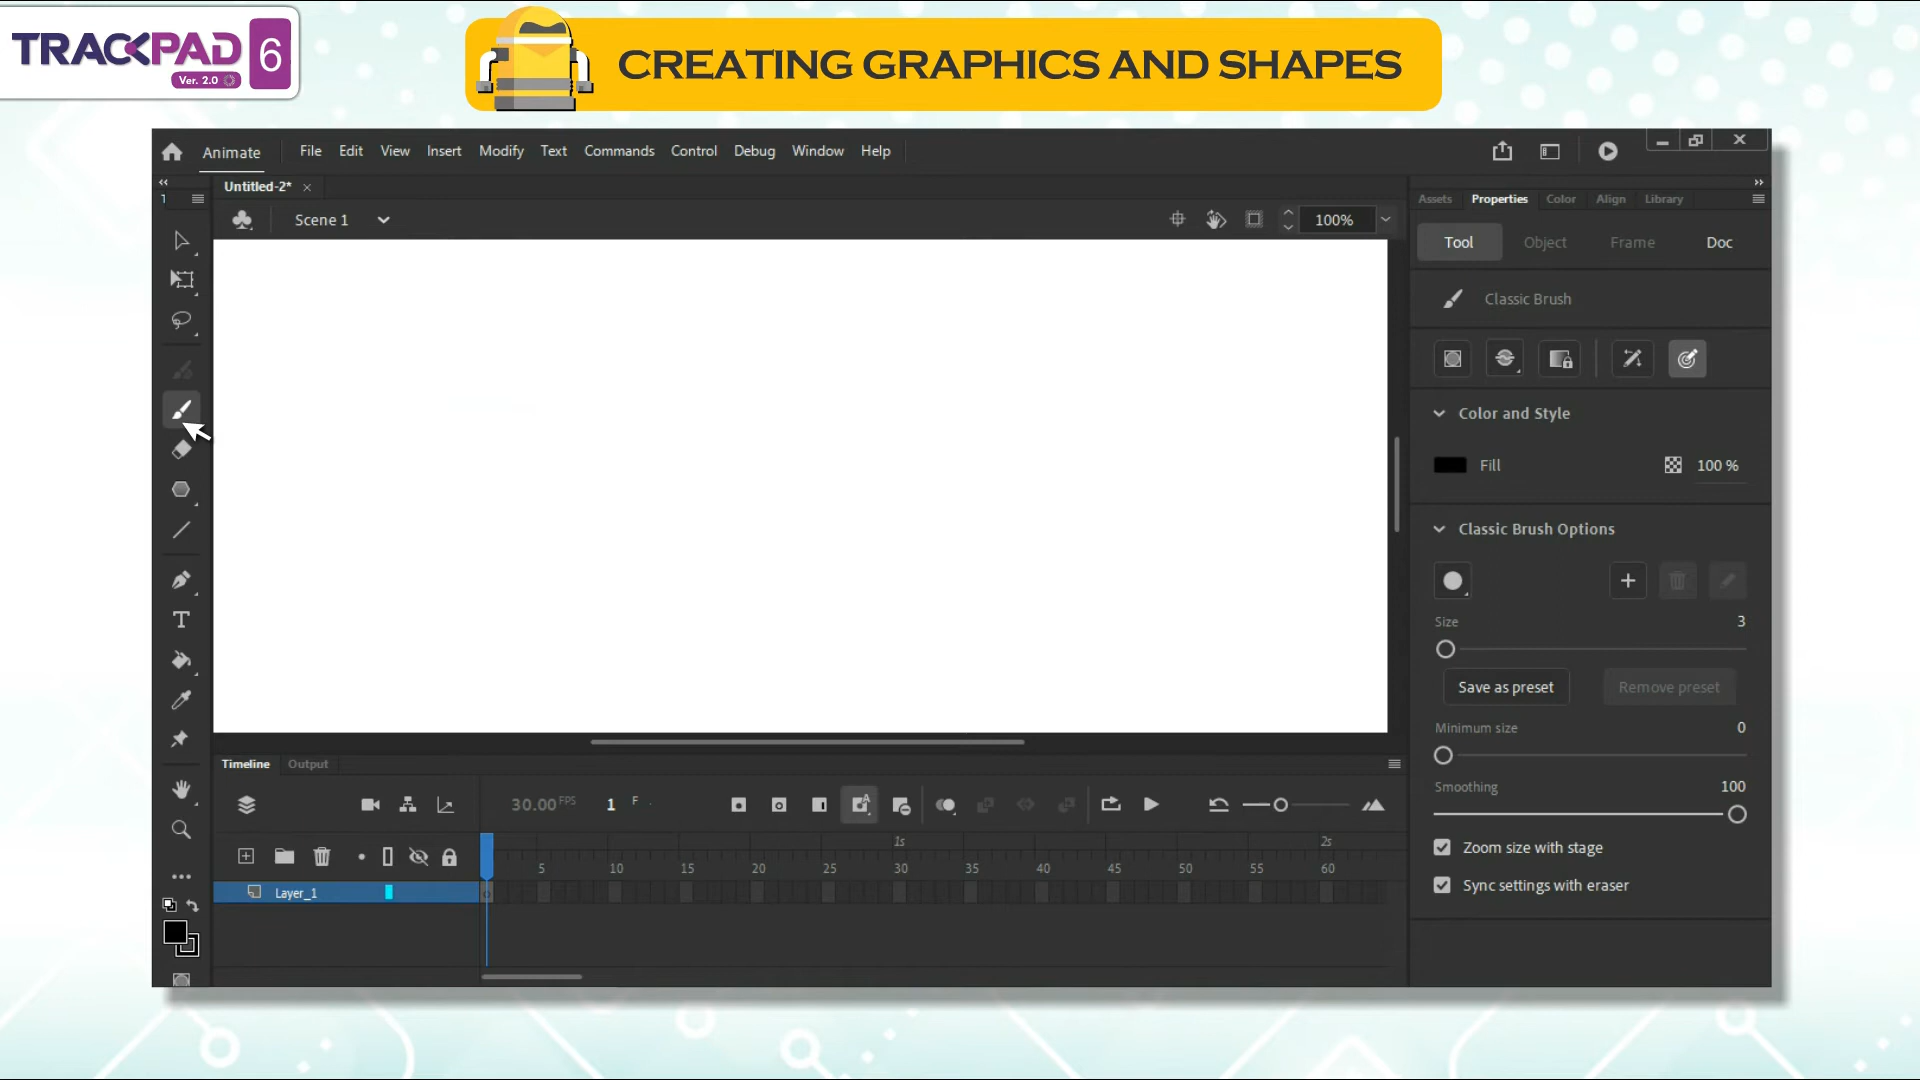 TRACKPAD 6
Ver. 2.0
CREATING GRAPHICS AND SHAPES
Animate File Edit View Insert Modify Text Commands Control Debug Window Help
Untitled-2*
Scene 1 100%
Assets Properties Color Align Library
Tool Object Frame Doc
Classic Brush
Color and Style
Fill 100 %
Classic Brush Options
Size 3
Save as preset Remove preset
Minimum size 0
Smoothing 100
Zoom size with stage
Sync settings with eraser
Timeline Output
30.00 FPS 1 F
1s 2s
5 10 15 20 25 30 35 40 45 50 55 60
Layer_1